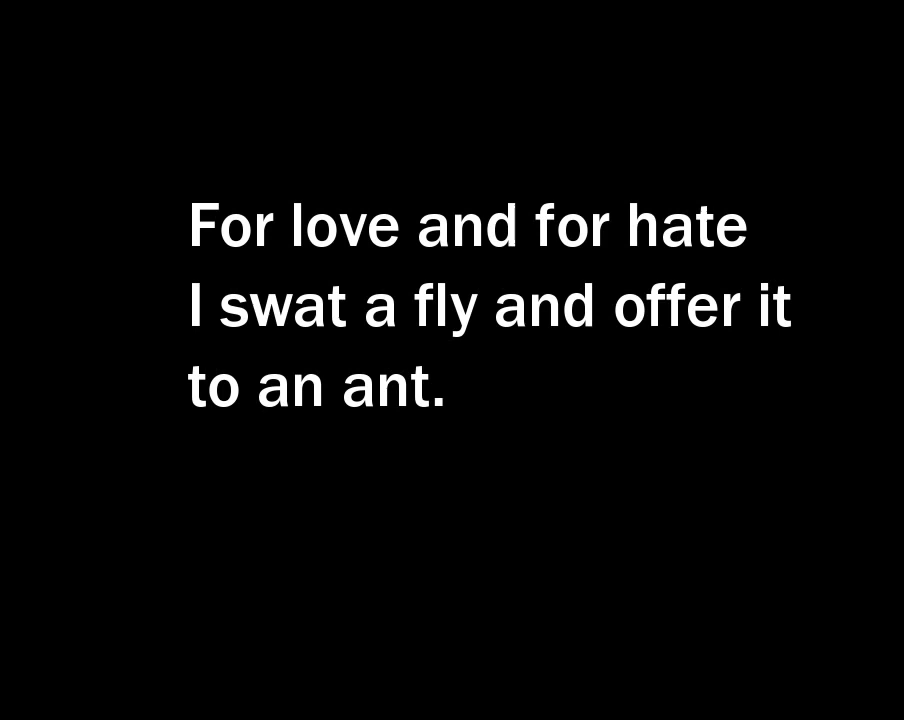 For love and for hate
I swat a fly and offer it
to an ant.